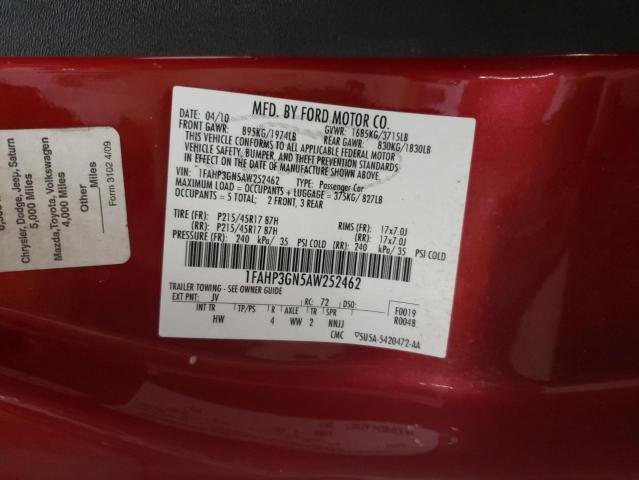 MFD. BY FORD MOTOR CO.
DATE: 04/10 GVWR: 1685KG/3715LB
FRONT GAWR: 895KG/1974LB REAR GAWR: 830KG/1830LB
THIS VEHICLE CONFORMS TO ALL APPLICABLE FEDERAL MOTOR
VEHICLE SAFETY, BUMPER, AND THEFT PREVENTION STANDARDS
IN EFFECT ON THE DATE OF MANUFACTURE SHOWN ABOVE.
VIN: 1FAHP3GN5AW252462 TYPE: Passenger Car
MAXIMUM LOAD = OCCUPANTS + LUGGAGE = 375KG/ 827LB
OCCUPANTS = 5 TOTAL; 2 FRONT, 3 REAR
TIRE (FR): P215/45R17 87H RIMS (FR): 17x7.0J
(RR): P215/45R17 87H (RR): 17x7.0J
PRESSURE (FR): 240 kPa/ 35 PSI COLD (RR): 240 kPa/ 35 PSI COLD
1FAHP3GN5AW252462
TRAILER TOWING - SEE OWNER GUIDE
EXT PNT: JV RC: 72 DSO: F0019
INT TR TP/PS R AXLE TR SPR R0048
HW 4 WW 2 NNJJ
CMC ▽SU5A-5420472-AA
Chrysler, Dodge, Jeep, Saturn
5,000 Miles
Mazda, Toyota, Volkswagen
4,000 Miles
Other
Miles
Form 3102 4/09